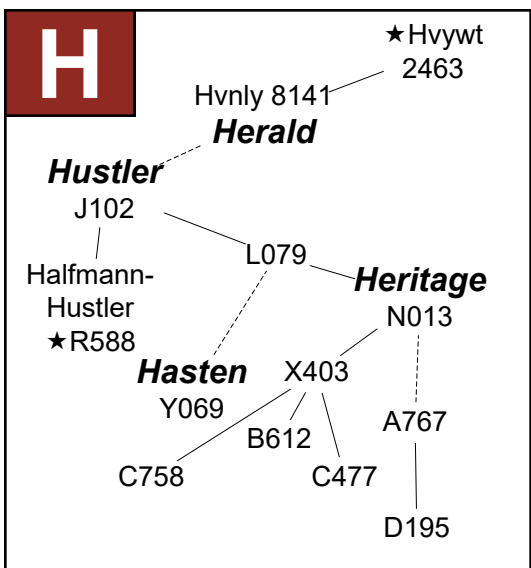 H
★Hvywt
2463
Hvnly 8141
Herald
Hustler
J102
L079
Halfmann-
Hustler
★R588
Heritage
N013
Hasten
Y069
X403
A767
B612
C758
C477
D195